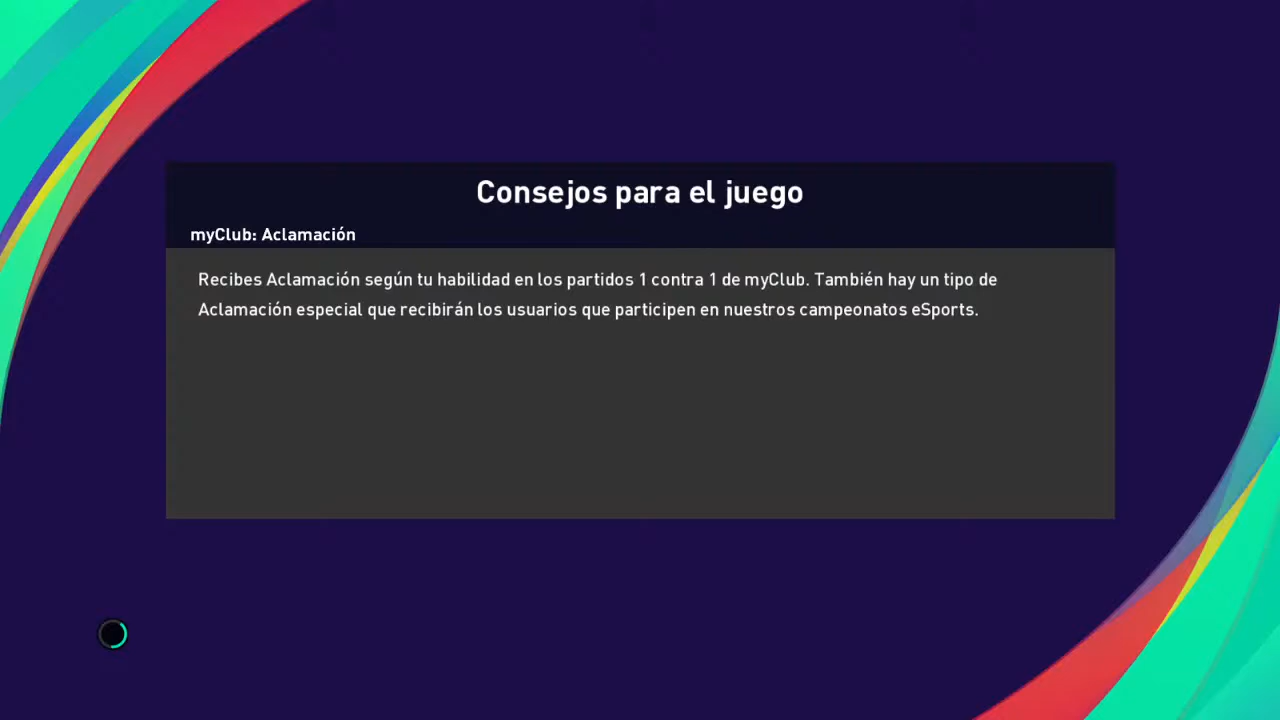 Consejos para el juego
myClub: Aclamación
Recibes Aclamación según tu habilidad en los partidos 1 contra 1 de myClub. También hay un tipo de
Aclamación especial que recibirán los usuarios que participen en nuestros campeonatos eSports.